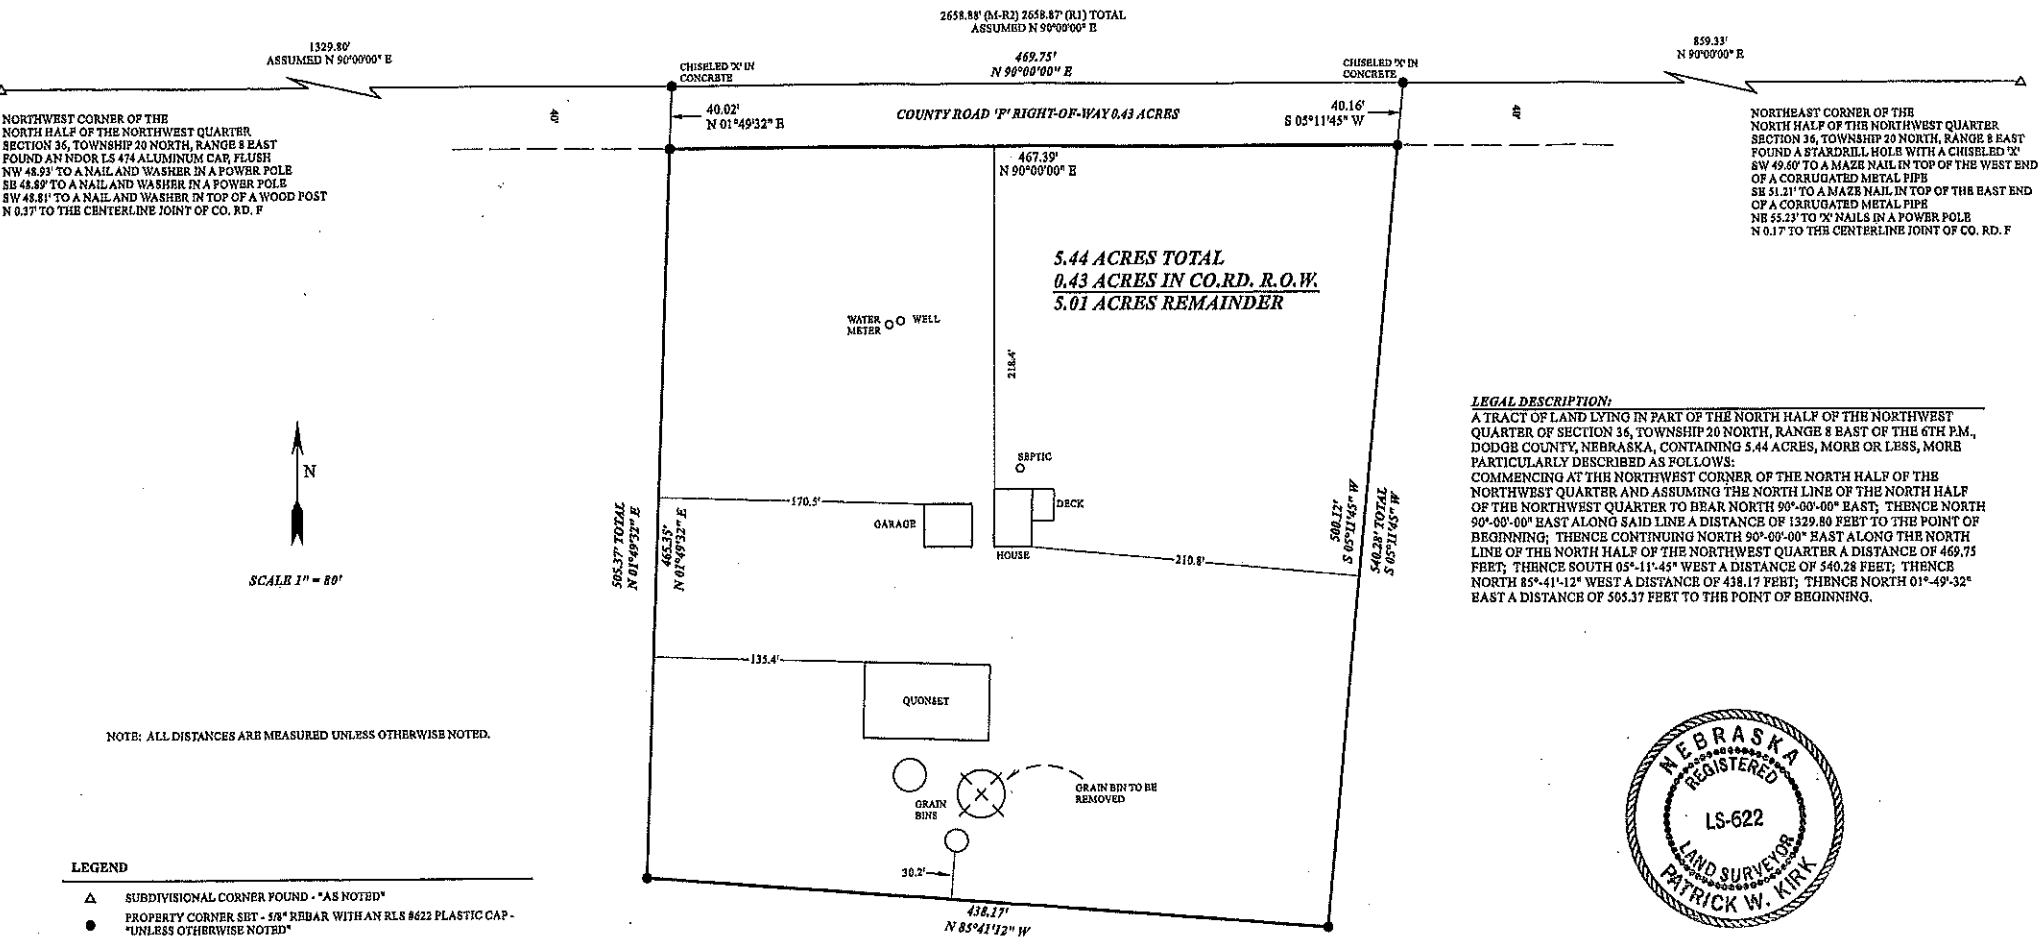 2658.88' (M-R2) 2658.87' (R1) TOTAL
ASSUMED N 90°00'00" E
1329.80'
ASSUMED N 90°00'00" E
469.75'
N 90°00'00" E
859.33'
N 90°00'00" E
CHISELED 'X' IN
CONCRETE
CHISELED 'X' IN
CONCRETE
40.02'
N 01°49'32" E
COUNTY ROAD 'F' RIGHT-OF-WAY 0.43 ACRES
40.16'
S 05°11'45" W
40'
40'
NORTHWEST CORNER OF THE
NORTH HALF OF THE NORTHWEST QUARTER
SECTION 36, TOWNSHIP 20 NORTH, RANGE 8 EAST
FOUND AN NDOR LS 474 ALUMINUM CAP, FLUSH
NW 48.93' TO A NAIL AND WASHER IN A POWER POLE
SE 48.89' TO A NAIL AND WASHER IN A POWER POLE
SW 48.81' TO A NAIL AND WASHER IN TOP OF A WOOD POST
N 0.37' TO THE CENTERLINE JOINT OF CO. RD. F
NORTHEAST CORNER OF THE
NORTH HALF OF THE NORTHWEST QUARTER
SECTION 36, TOWNSHIP 20 NORTH, RANGE 8 EAST
FOUND A STARDRILL HOLE WITH A CHISELED 'X'
SW 49.60' TO A MAZE NAIL IN TOP OF THE WEST END
OF A CORRUGATED METAL PIPE
SE 51.21' TO A MAZE NAIL IN TOP OF THE EAST END
OF A CORRUGATED METAL PIPE
NE 55.23' TO 'X' NAILS IN A POWER POLE
N 0.17' TO THE CENTERLINE JOINT OF CO. RD. F
467.39'
N 90°00'00" E
5.44 ACRES TOTAL
0.43 ACRES IN CO.RD. R.O.W.
5.01 ACRES REMAINDER
WATER
METER
WELL
218.4'
N
SCALE 1" = 80'
SEPTIC
DECK
170.5'
GARAGE
HOUSE
210.8'
505.37' TOTAL
N 01°49'32" E
465.35'
N 01°49'32" E
500.12'
S 05°11'45" W
540.28' TOTAL
S 05°11'45" W
LEGAL DESCRIPTION:
A TRACT OF LAND LYING IN PART OF THE NORTH HALF OF THE NORTHWEST
QUARTER OF SECTION 36, TOWNSHIP 20 NORTH, RANGE 8 EAST OF THE 6TH P.M.,
DODGE COUNTY, NEBRASKA, CONTAINING 5.44 ACRES, MORE OR LESS, MORE
PARTICULARLY DESCRIBED AS FOLLOWS:
COMMENCING AT THE NORTHWEST CORNER OF THE NORTH HALF OF THE
NORTHWEST QUARTER AND ASSUMING THE NORTH LINE OF THE NORTH HALF
OF THE NORTHWEST QUARTER TO BEAR NORTH 90°-00'-00" EAST; THENCE NORTH
90°-00'-00" EAST ALONG SAID LINE A DISTANCE OF 1329.80 FEET TO THE POINT OF
BEGINNING; THENCE CONTINUING NORTH 90°-00'-00" EAST ALONG THE NORTH
LINE OF THE NORTH HALF OF THE NORTHWEST QUARTER A DISTANCE OF 469.75
FEET; THENCE SOUTH 05°-11'-45" WEST A DISTANCE OF 540.28 FEET; THENCE
NORTH 85°-41'-12" WEST A DISTANCE OF 438.17 FEET; THENCE NORTH 01°-49'-32"
EAST A DISTANCE OF 505.37 FEET TO THE POINT OF BEGINNING.
135.4'
QUONSET
NOTE: ALL DISTANCES ARE MEASURED UNLESS OTHERWISE NOTED.
GRAIN
BINS
GRAIN BIN TO BE
REMOVED
30.2'
438.17'
N 85°41'12" W
LEGEND
SUBDIVISIONAL CORNER FOUND - "AS NOTED"
PROPERTY CORNER SET - 5/8" REBAR WITH AN RLS #622 PLASTIC CAP -
"UNLESS OTHERWISE NOTED"
NEBRASKA
REGISTERED
LS-622
LAND SURVEYOR
PATRICK W. KIRK